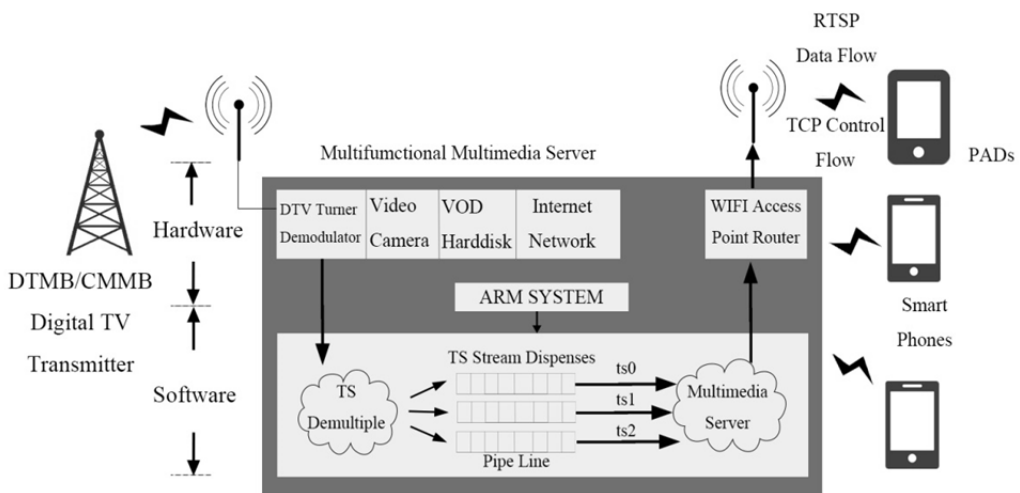 RTSP
Data Flow
TCP Control
Flow
PADs
Multifumctional Multimedia Server
DTV Turner
Demodulator
Video
Camera
VOD
Harddisk
Internet
Network
WIFI Access
Point Router
Hardware
DTMB/CMMB
Digital TV
Transmitter
Software
ARM SYSTEM
Smart
Phones
TS Stream Dispenses
TS
Demultiple
ts0
ts1
ts2
Multimedia
Server
Pipe Line